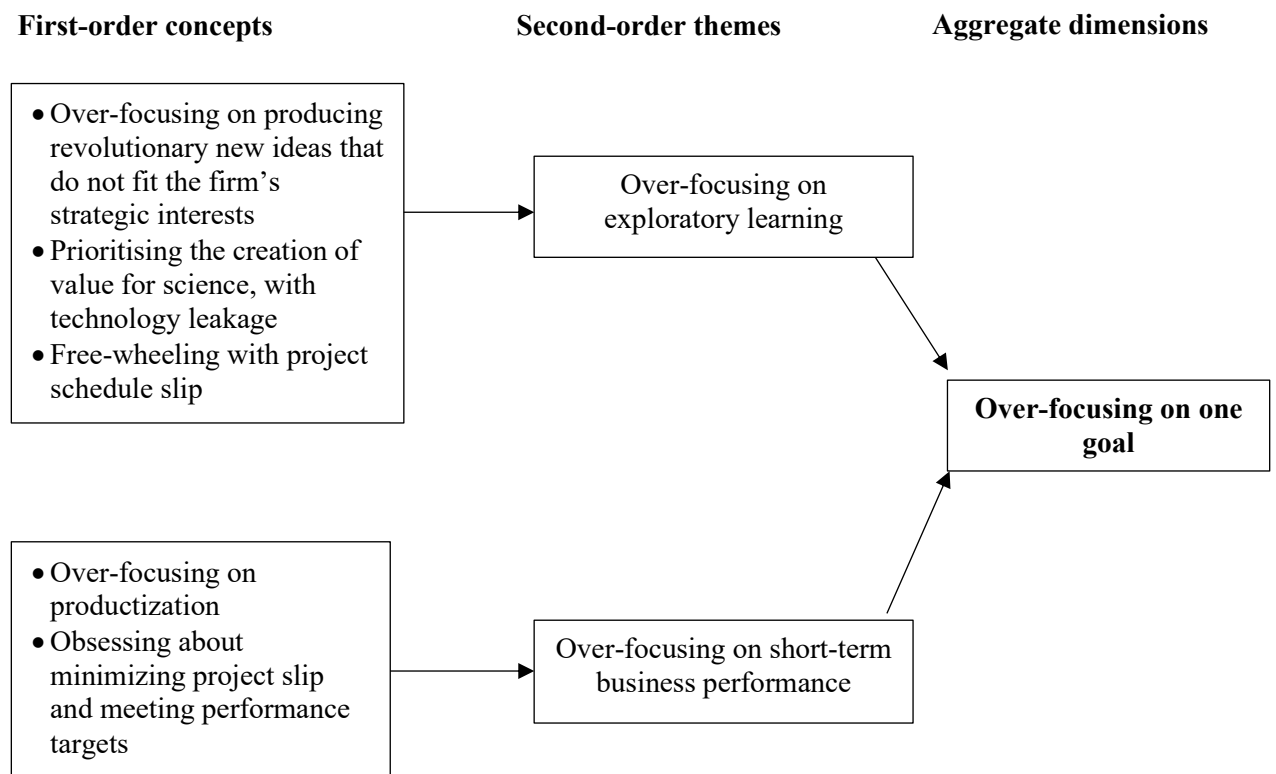 First-order concepts
Second-order themes
Aggregate dimensions
• Over-focusing on producing
revolutionary new ideas that
do not fit the firm’s
strategic interests
• Prioritising the creation of
value for science, with
technology leakage
• Free-wheeling with project
schedule slip
Over-focusing on
exploratory learning
Over-focusing on one
goal
• Over-focusing on
productization
• Obsessing about
minimizing project slip
and meeting performance
targets
Over-focusing on short-term
business performance